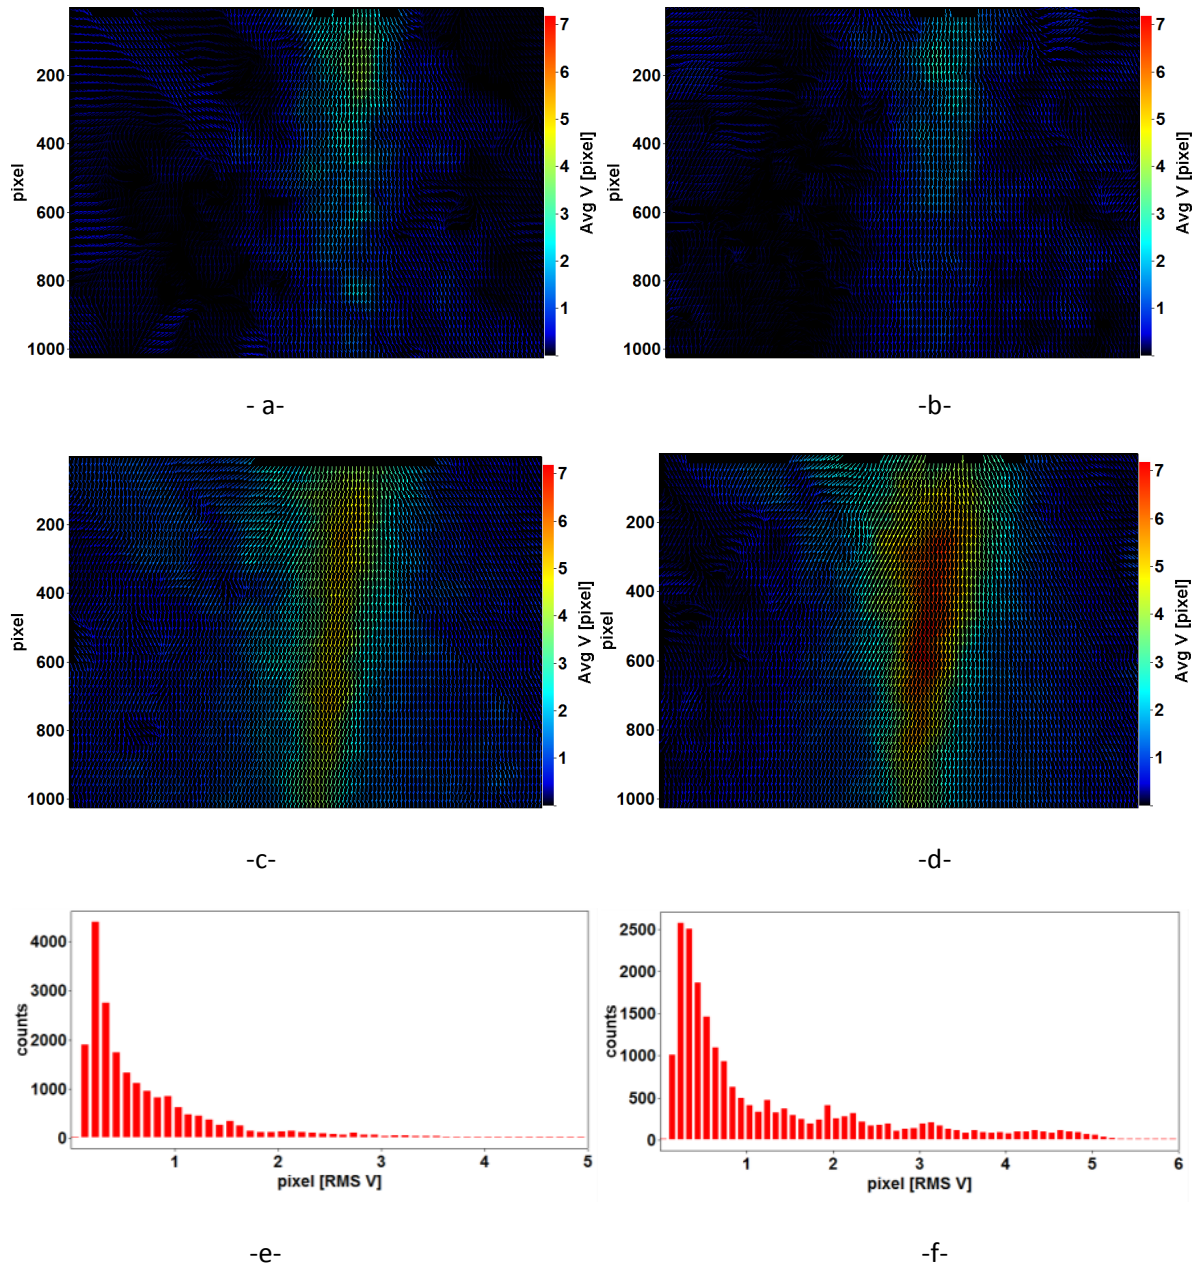 7
6
5
4
3
2
1
Avg V [pixel]
200
400
600
800
1000
pixel
- a-
7
6
5
4
3
2
1
Avg V [pixel]
200
400
600
800
1000
pixel
-b-
7
6
5
4
3
2
1
Avg V [pixel]
200
400
600
800
1000
pixel
-c-
7
6
5
4
3
2
1
Avg V [pixel]
200
400
600
800
1000
pixel
-d-
4000
3000
2000
1000
0
counts
1 2 3 4 5
pixel [RMS V]
-e-
2500
2000
1500
1000
500
0
counts
1 2 3 4 5 6
pixel [RMS V]
-f-